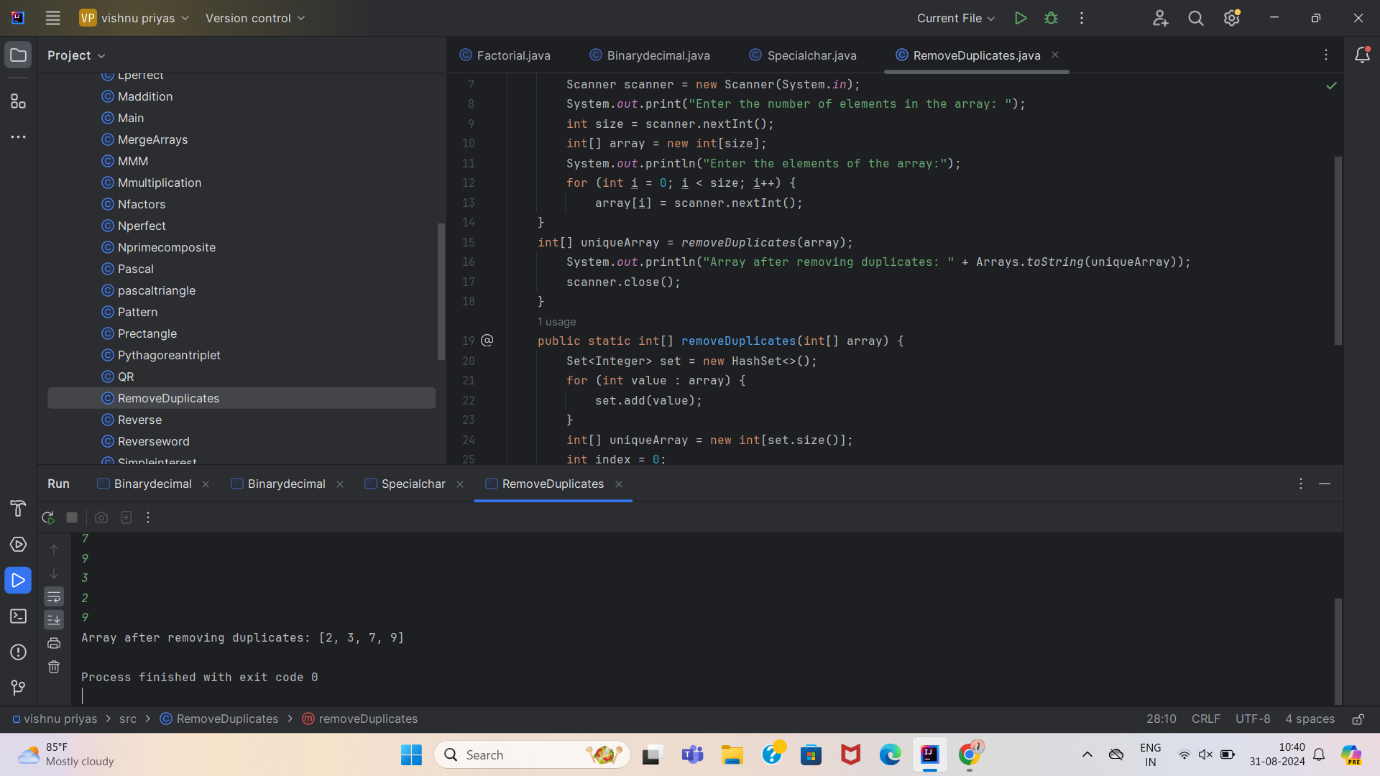 VP vishnu priyas Version control Current File
Project
Factorial.java Binarydecimal.java Specialchar.java RemoveDuplicates.java
Lperfect
Maddition
Main
MergeArrays
MMM
Mmultiplication
Nfactors
Nperfect
Nprimecomposite
Pascal
pascaltriangle
Pattern
Prectangle
Pythagoreantriplet
QR
RemoveDuplicates
Reverse
Reverseword
Simpleinterest
7 Scanner scanner = new Scanner(System.in);
8 System.out.print("Enter the number of elements in the array: ");
9 int size = scanner.nextInt();
10 int[] array = new int[size];
11 System.out.println("Enter the elements of the array:");
12 for (int i = 0; i < size; i++) {
13 array[i] = scanner.nextInt();
14 }
15 int[] uniqueArray = removeDuplicates(array);
16 System.out.println("Array after removing duplicates: " + Arrays.toString(uniqueArray));
17 scanner.close();
18 }
1 usage
19 @ public static int[] removeDuplicates(int[] array) {
20 Set<Integer> set = new HashSet<>();
21 for (int value : array) {
22 set.add(value);
23 }
24 int[] uniqueArray = new int[set.size()];
25 int index = 0;
Run Binarydecimal Binarydecimal Specialchar RemoveDuplicates
7
9
3
2
9
Array after removing duplicates: [2, 3, 7, 9]
Process finished with exit code 0
vishnu priyas > src > RemoveDuplicates > removeDuplicates 28:10 CRLF UTF-8 4 spaces
85°F
Mostly cloudy
Search
ENG
IN
10:40
31-08-2024
PRE